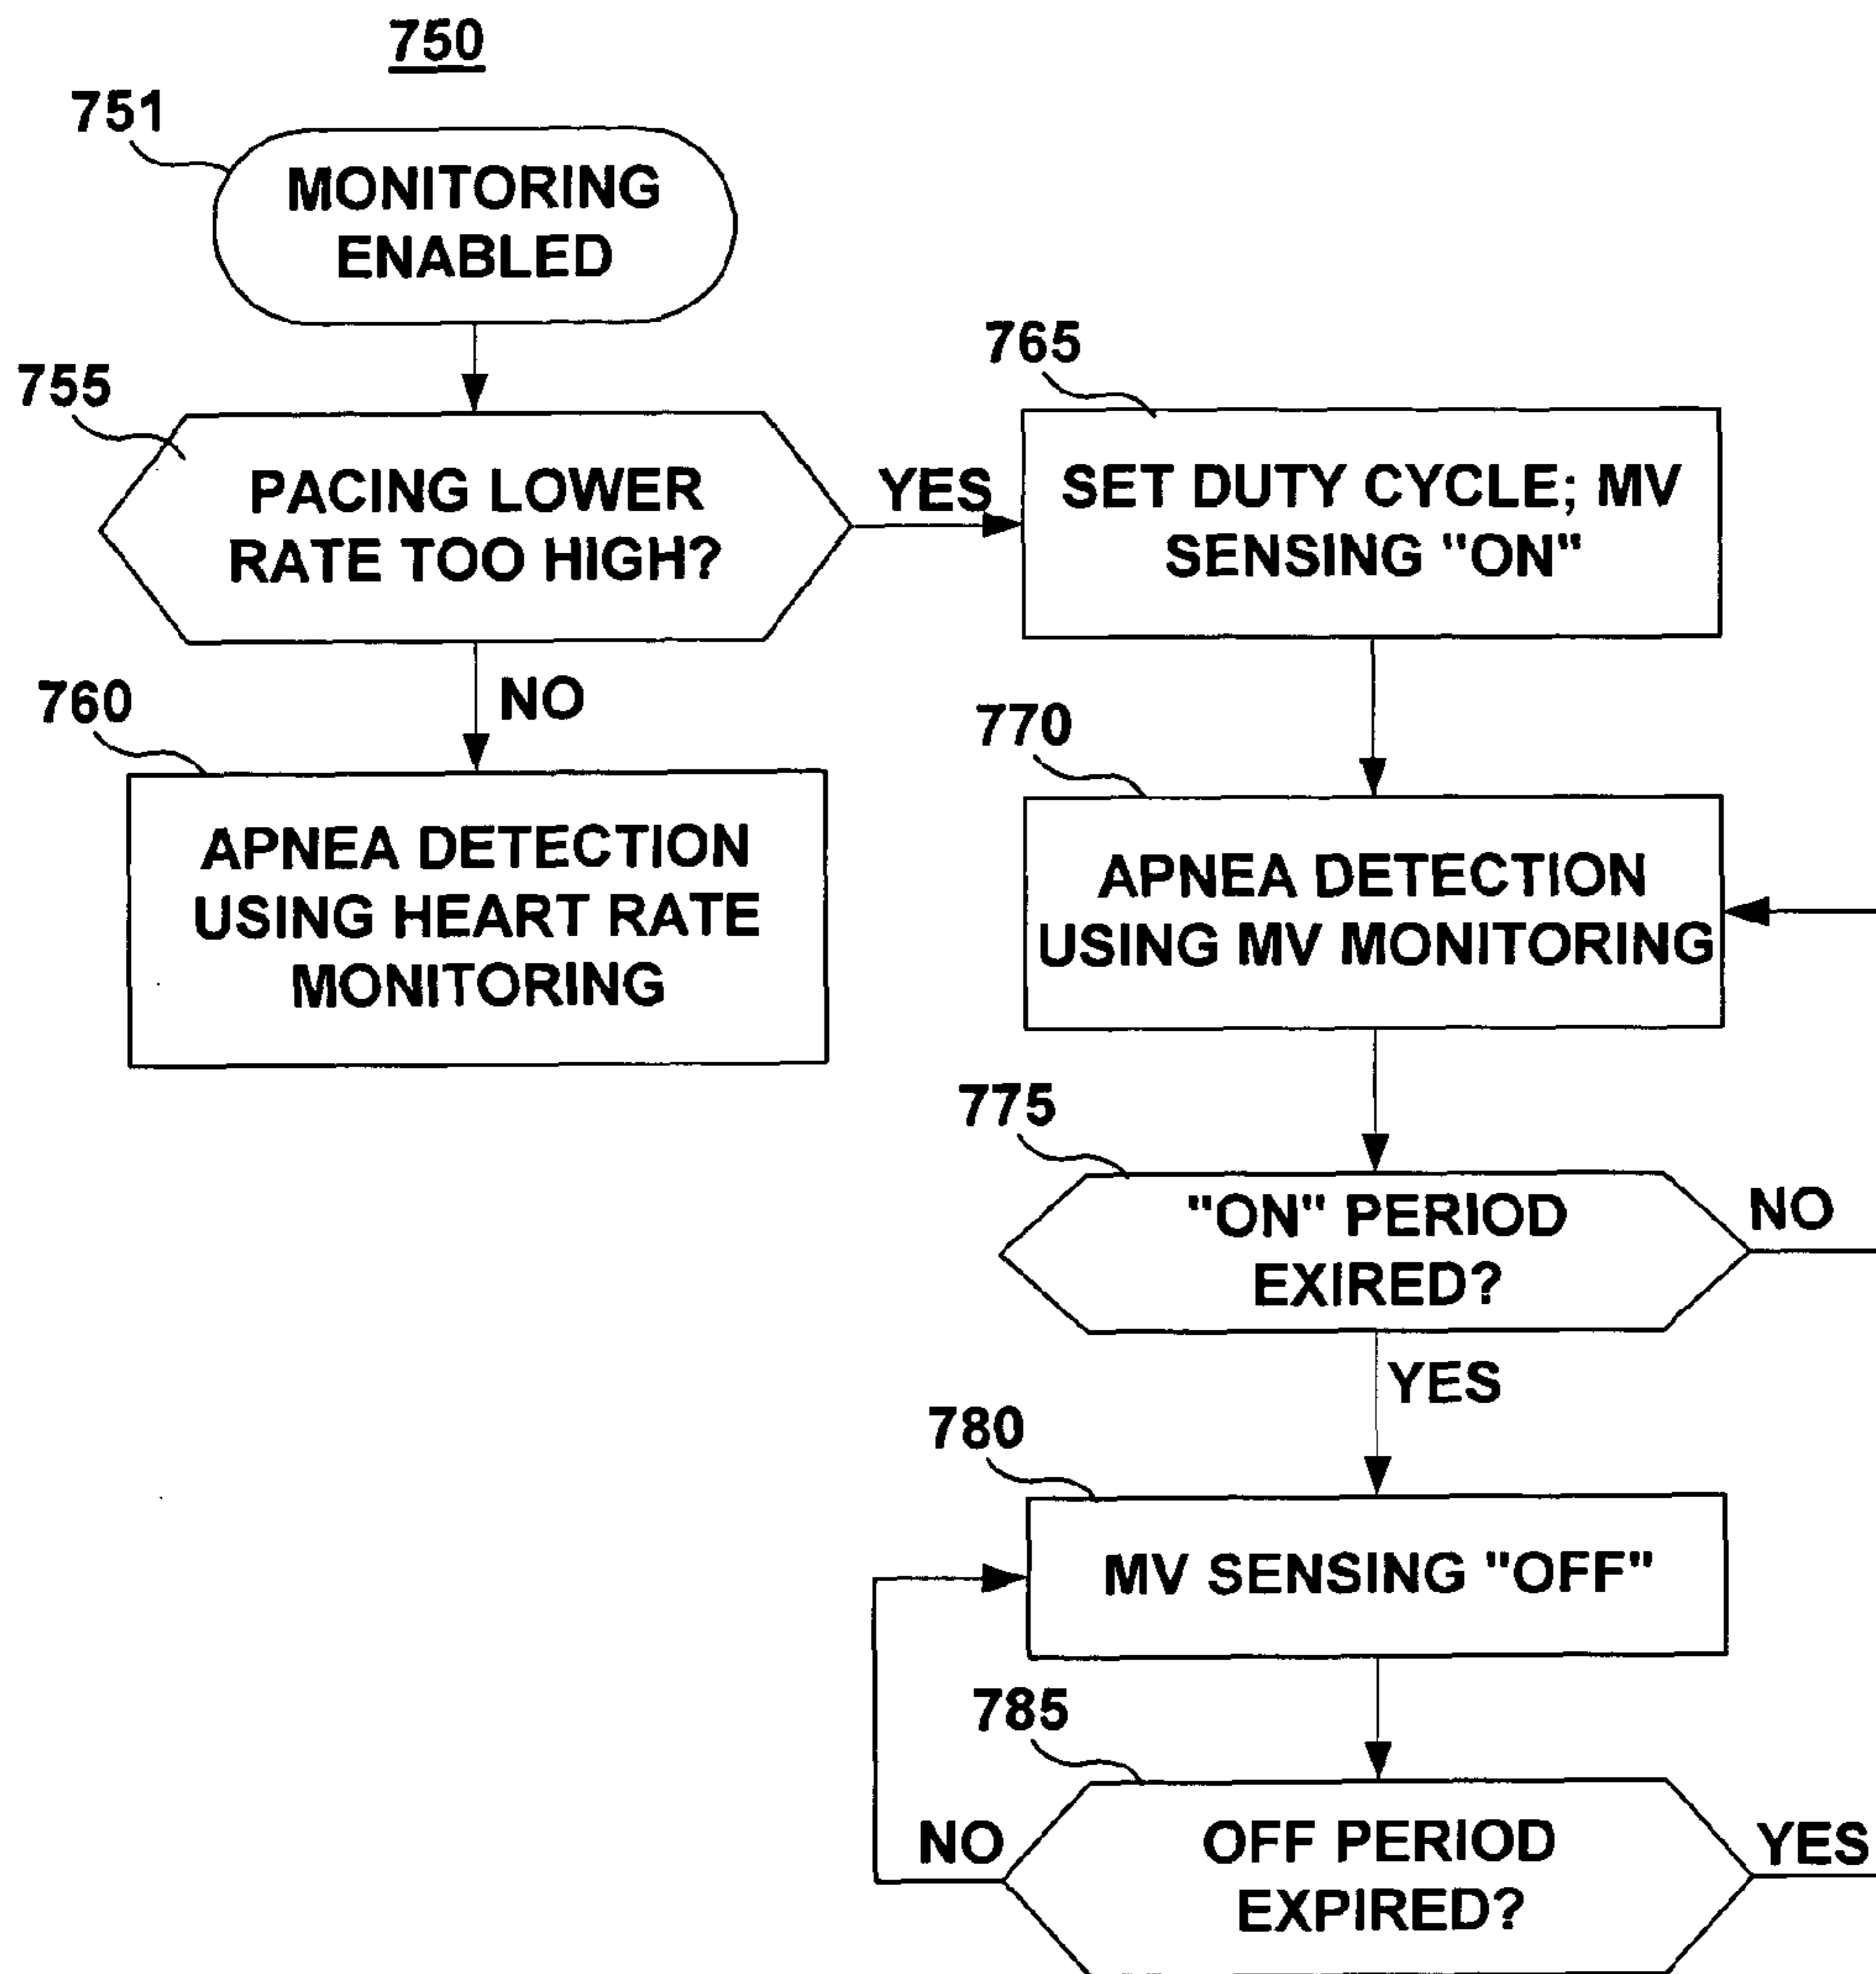 750
751
MONITORING
ENABLED
755
PACING LOWER
RATE TOO HIGH?
YES
765
SET DUTY CYCLE; MV
SENSING "ON"
NO
760
APNEA DETECTION
USING HEART RATE
MONITORING
770
APNEA DETECTION
USING MV MONITORING
775
"ON" PERIOD
EXIRED?
NO
YES
780
MV SENSING "OFF"
785
OFF PERIOD
EXPIRED?
NO
YES